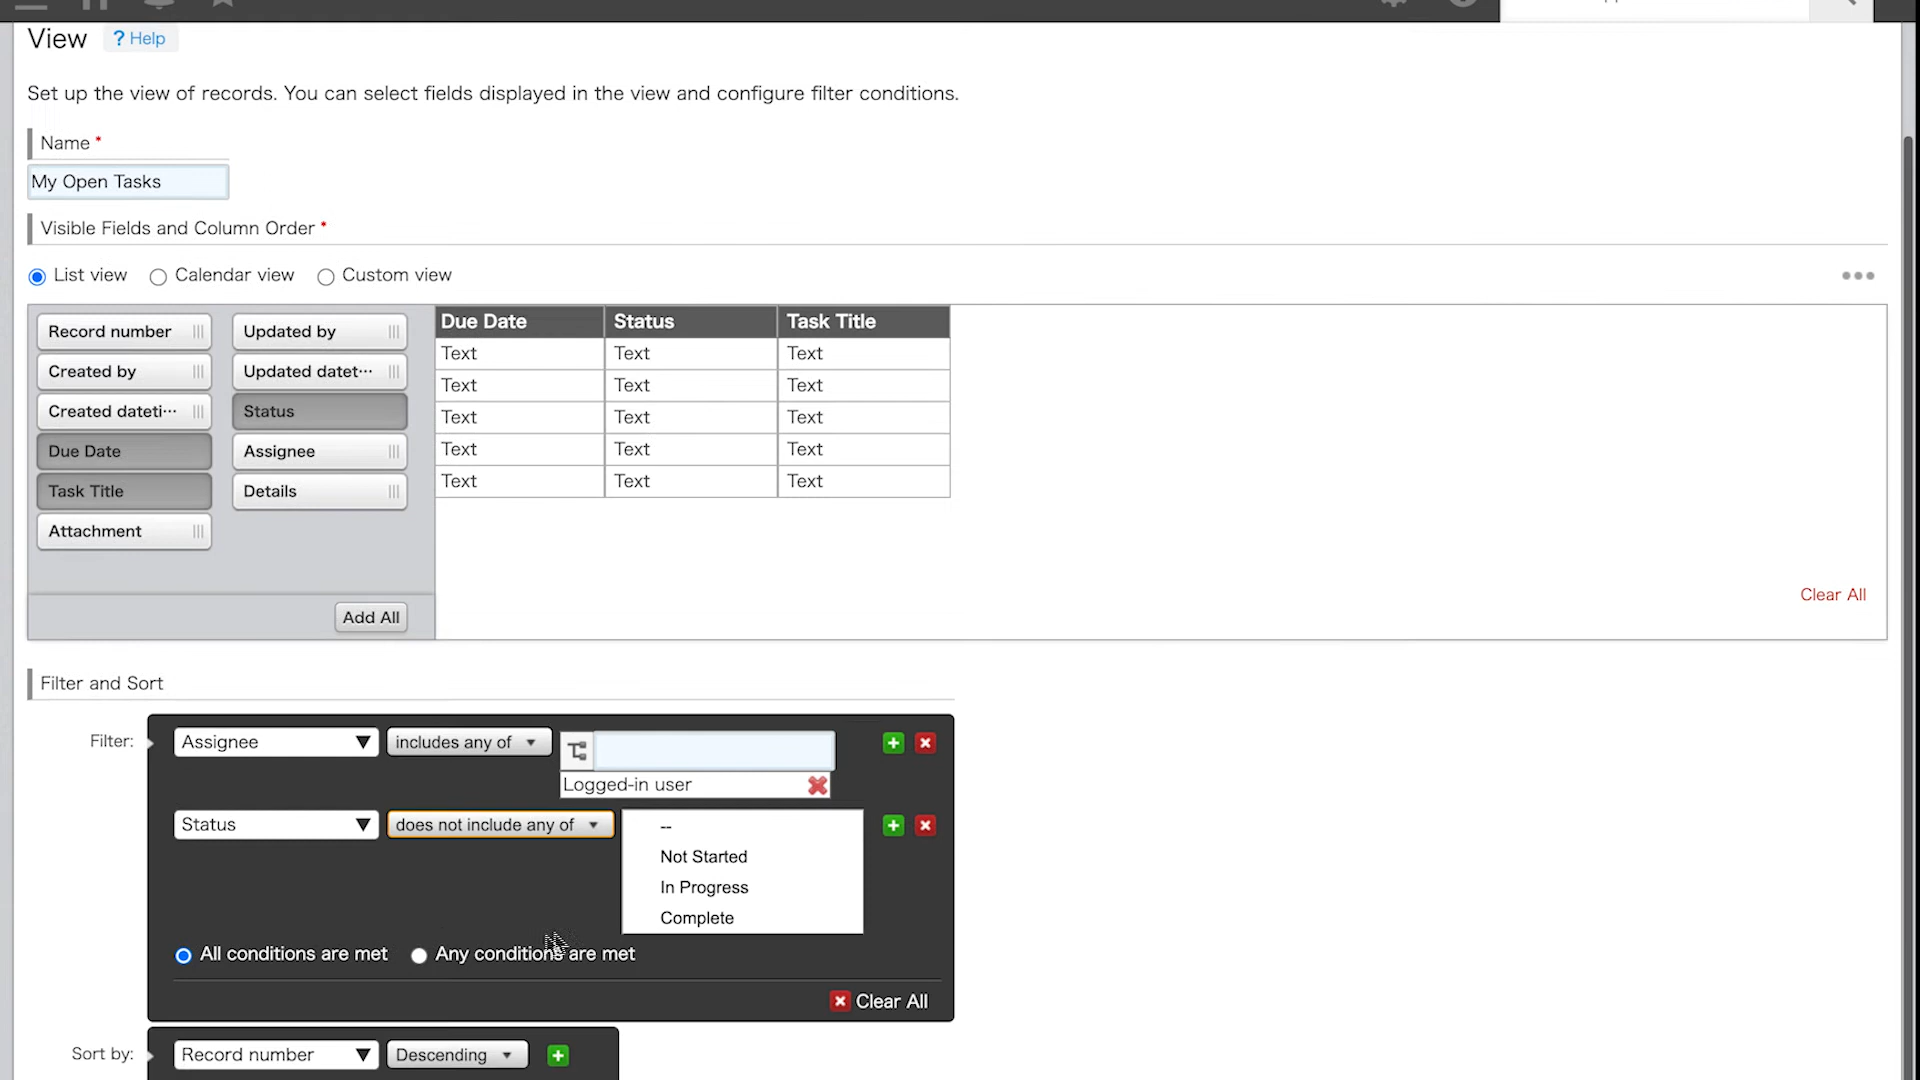 View
? Help
Set up the view of records. You can select fields displayed in the view and configure filter conditions.
Name *
My Open Tasks
Visible Fields and Column Order *
List view Calendar view Custom view
Record number Updated by
Created by Updated datet···
Created dateti··· Status
Due Date Assignee
Task Title Details
Attachment
Add All
Due Date Status Task Title
Text Text Text
Text Text Text
Text Text Text
Text Text Text
Text Text Text
Clear All
Filter and Sort
Filter: Assignee includes any of
Logged-in user
Status does not include any of
--
Not Started
In Progress
Complete
All conditions are met Any conditions are met
Clear All
Sort by: Record number Descending